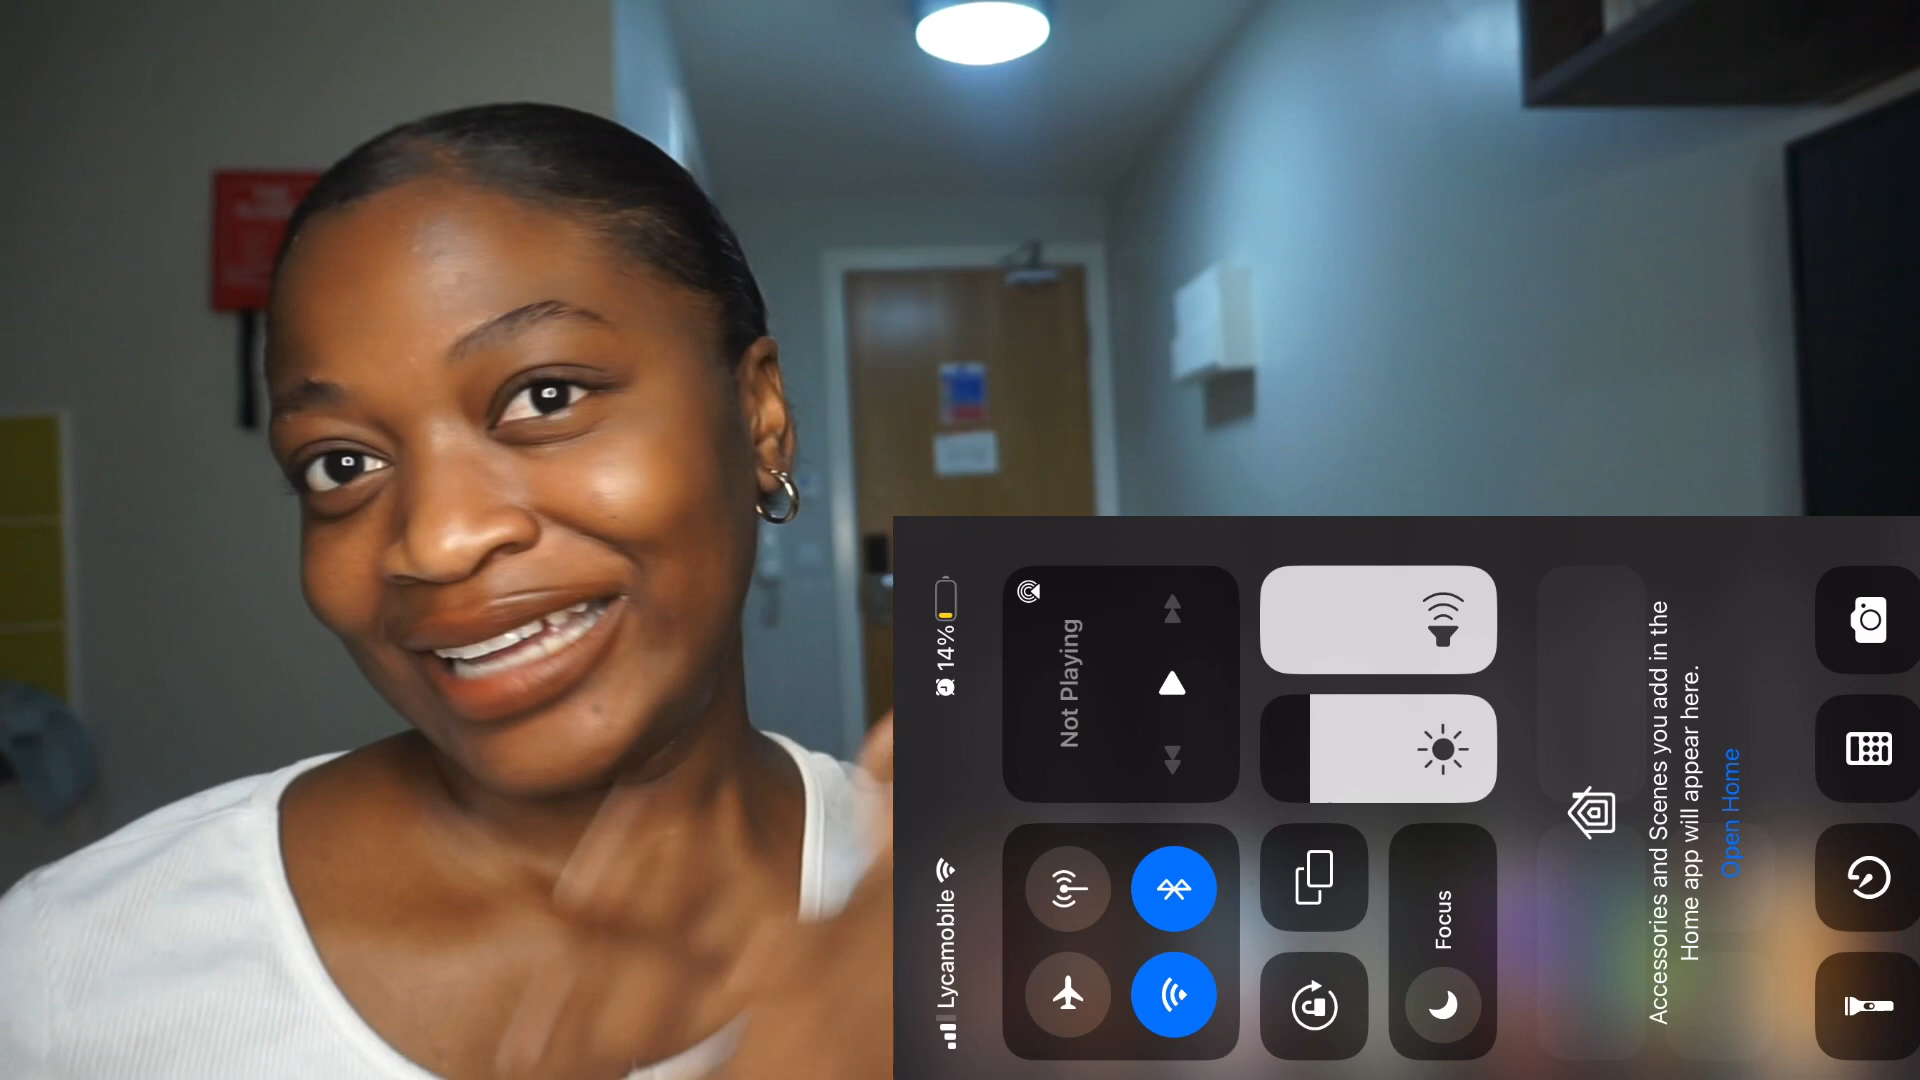 Lycamobile
14%
Not Playing
Focus
Accessories and Scenes you add in the
Home app will appear here.
Open Home